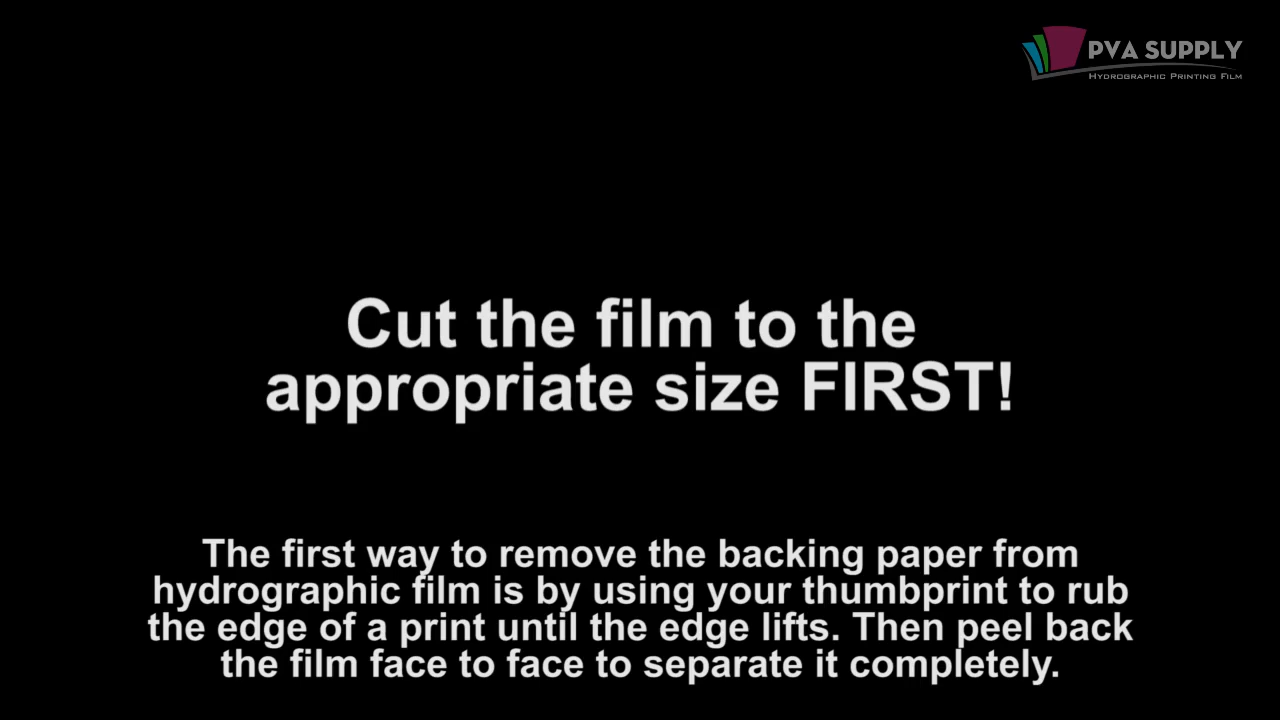 PVA SUPPLY
HYDROGRAPHIC PRINTING FILM
Cut the film to the
appropriate size FIRST!
The first way to remove the backing paper from
hydrographic film is by using your thumbprint to rub
the edge of a print until the edge lifts. Then peel back
the film face to face to separate it completely.